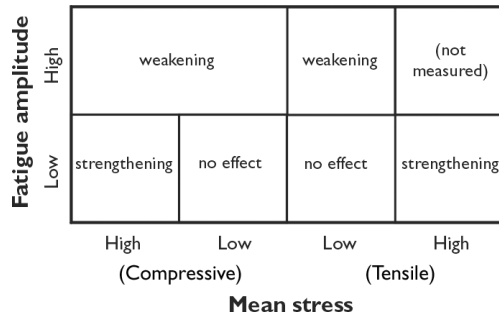 Fatigue amplitude
High
weakening
weakening
(not
measured)
Low
strengthening
no effect
no effect
strengthening
High
Low
Low
High
(Compressive)
(Tensile)
Mean stress